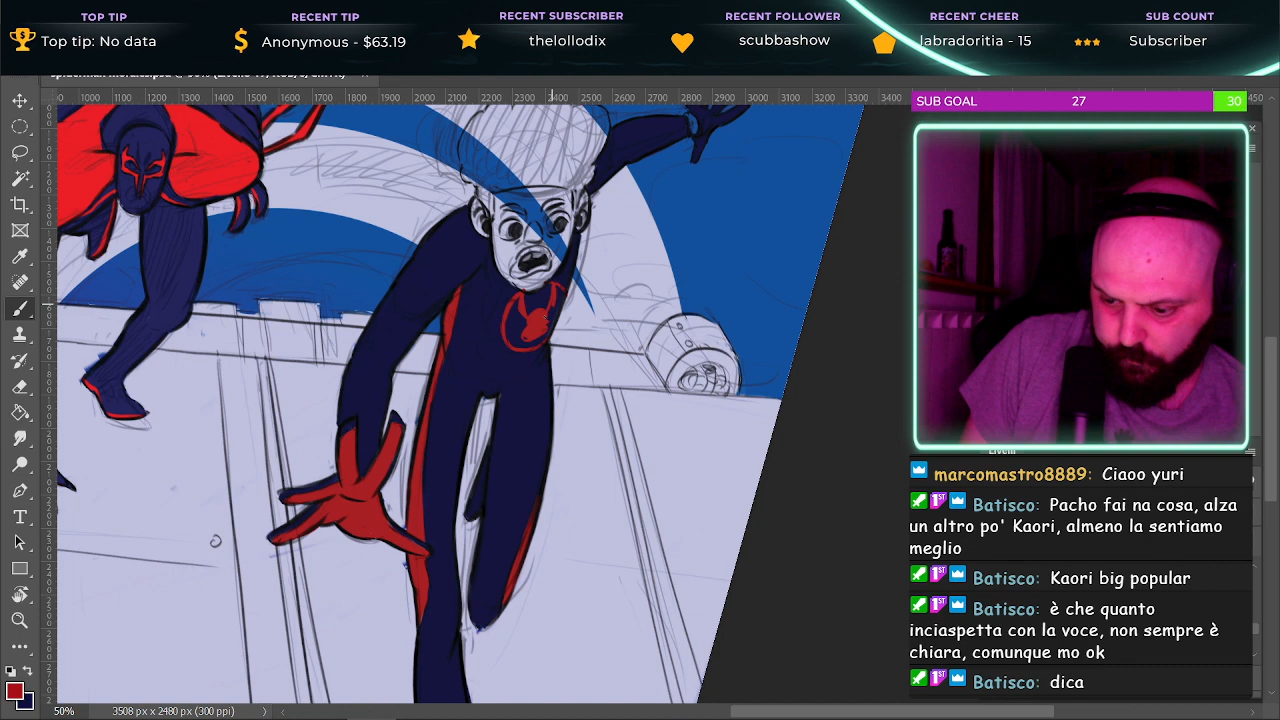 TOP TIP
Top tip: No data
RECENT TIP
Anonymous - $63.19
RECENT SUBSCRIBER
thelollodix
RECENT FOLLOWER
scubbashow
RECENT CHEER
labradoritia - 15
SUB COUNT
Subscriber
1000 1100 1200 1300 1400 1500 1600 1700 1800 1900 2000 2100 2200 2300 2400 2500 2600 2700 2800 2900 3000 3100 3200 3300 3400
SUB GOAL 27 30
marcomastro8889: Ciaoo yuri
Batisco: Pacho fai na cosa, alza
un altro po' Kaori, almeno la sentiamo
meglio
Batisco: Kaori big popular
Batisco: è che quanto
inciaspetta con la voce, non sempre è
chiara, comunque mo ok
Batisco: dica
50% 3508 px x 2480 px (300 ppi)